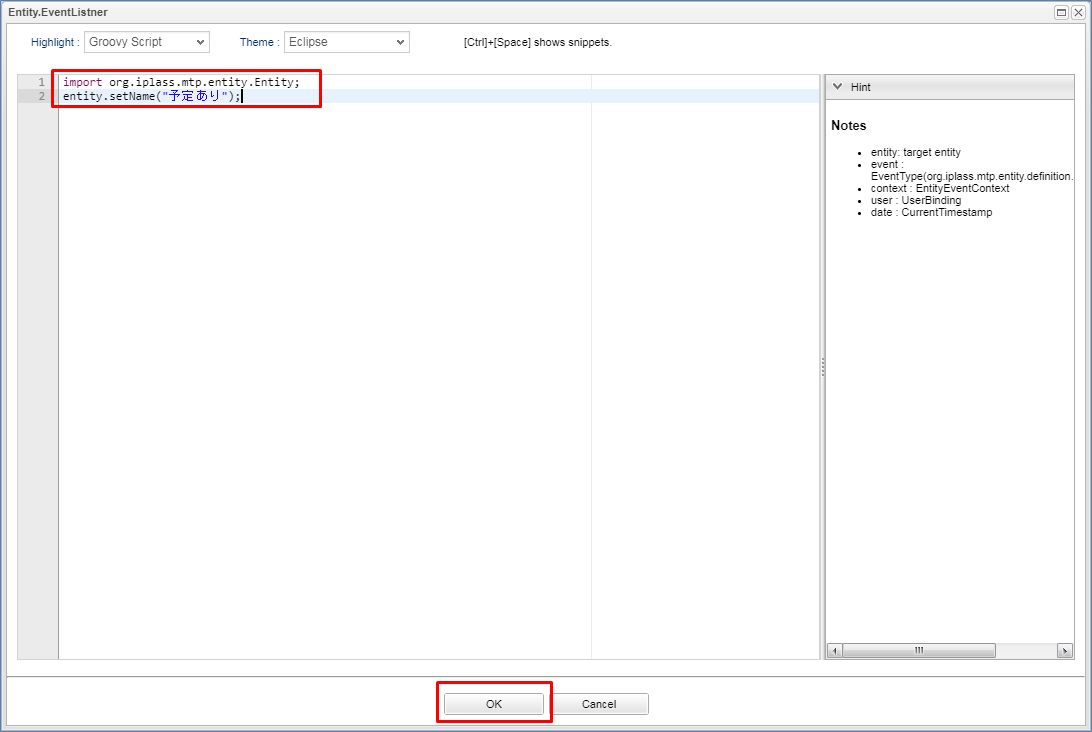 Entity.EventListner
Highlight : Groovy Script Theme : Eclipse [Ctrl]+[Space] shows snippets.
1 import org.iplass.mtp.entity.Entity;
2 entity.setName("予定あり");
Hint
Notes
• entity: target entity
• event :
EventType(org.iplass.mtp.entity.definition.
• context : EntityEventContext
• user : UserBinding
• date : CurrentTimestamp
OK Cancel